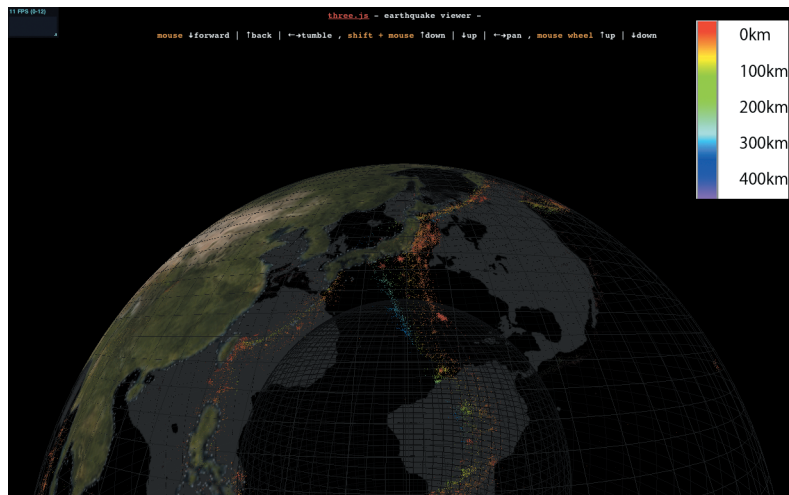 11 FPS (0-12)
three.js - earthquake viewer -
mouse ↓forward | ↑back | ←→tumble , shift + mouse ↑down | ↓up | ←→pan , mouse wheel ↑up | ↓down
0km
100km
200km
300km
400km